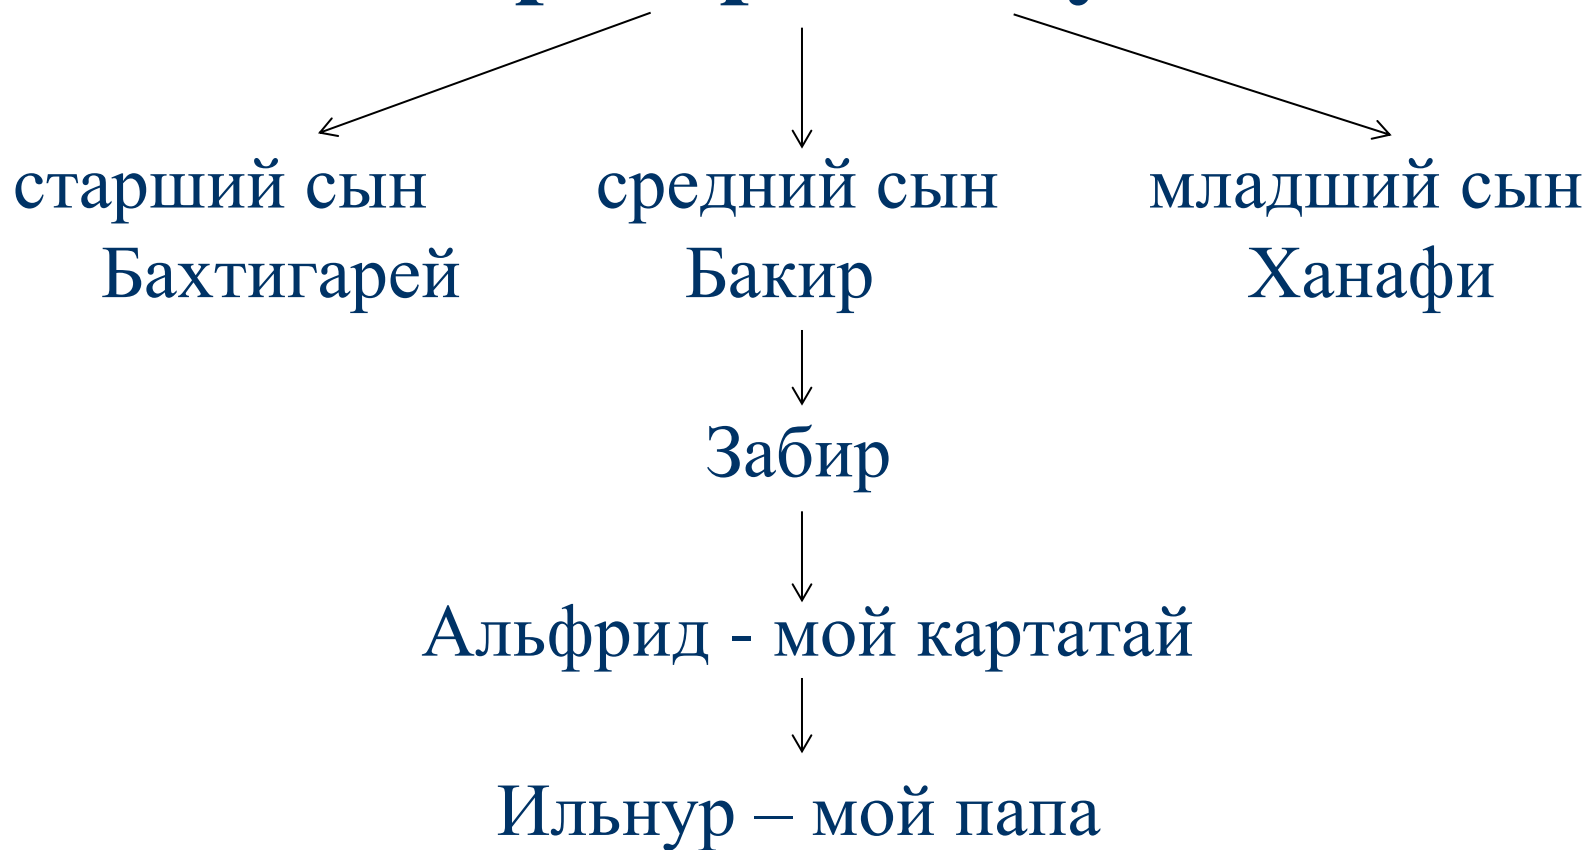 старший сын средний сын младший сын
Бахтигарей Бакир Ханафи
Забир
Альфрид - мой картатай
Ильнур – мой папа